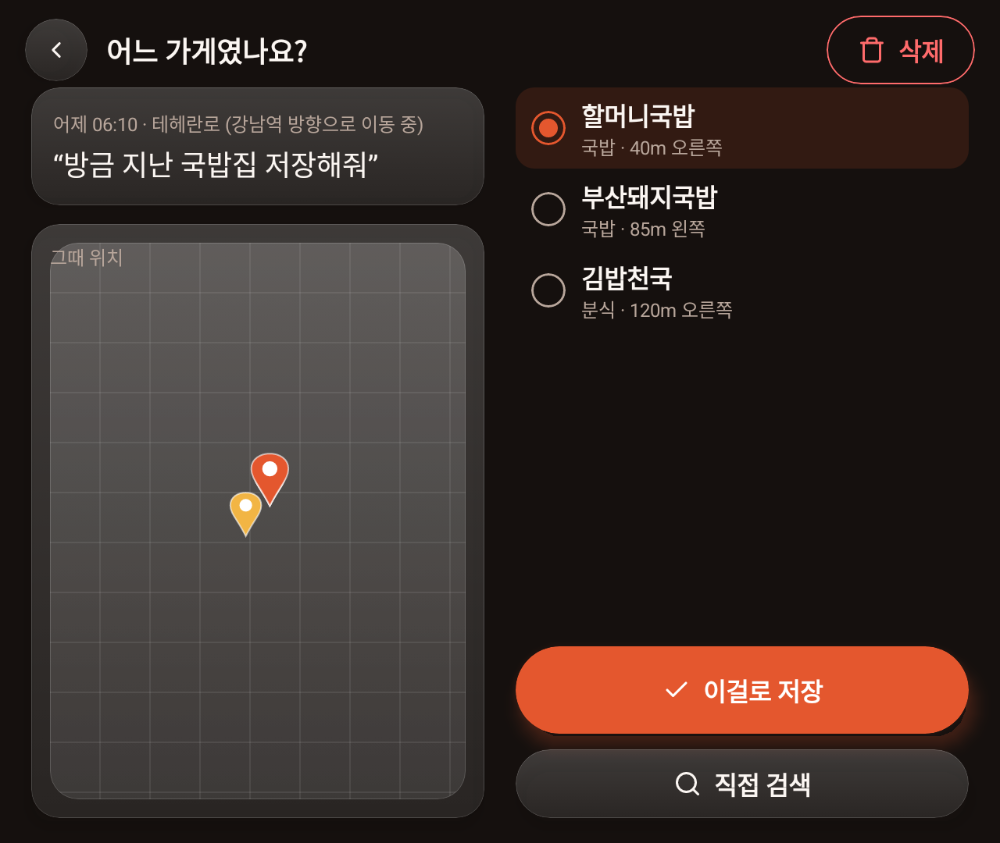 어느 가게였나요?
삭제
어제 06:10 · 테헤란로 (강남역 방향으로 이동 중)
“방금 지난 국밥집 저장해줘”
그때 위치
할머니국밥
국밥 · 40m 오른쪽
부산돼지국밥
국밥 · 85m 왼쪽
김밥천국
분식 · 120m 오른쪽
이걸로 저장
직접 검색